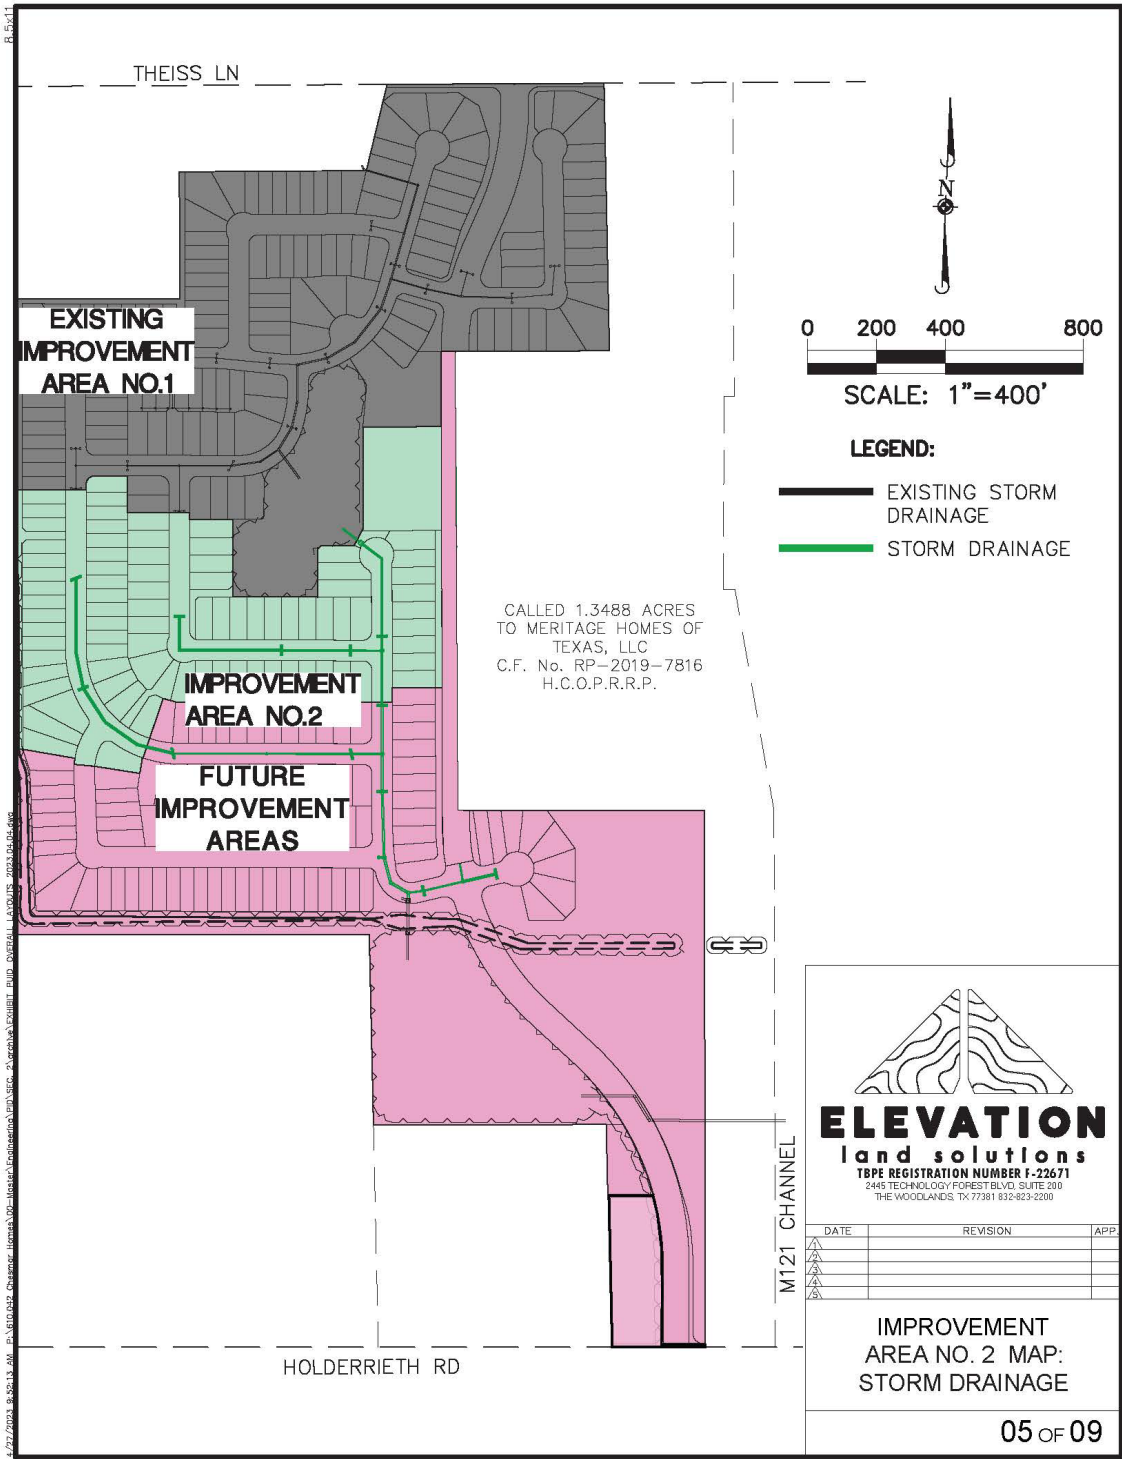 8.5x11
THEISS LN
N
0 200 400 800
SCALE: 1"=400'
LEGEND:
EXISTING STORM
DRAINAGE
STORM DRAINAGE
EXISTING
IMPROVEMENT
AREA NO.1
CALLED 1.3488 ACRES
TO MERITAGE HOMES OF
TEXAS, LLC
C.F. No. RP-2019-7816
H.C.O.P.R.R.P.
IMPROVEMENT
AREA NO.2
FUTURE
IMPROVEMENT
AREAS
M121 CHANNEL
HOLDERRIETH RD
ELEVATION
land solutions
TBPE REGISTRATION NUMBER F-22671
2445 TECHNOLOGY FOREST BLVD, SUITE 200
THE WOODLANDS, TX 77381 832-823-2200
DATE REVISION APP.
1
2
3
4
5
IMPROVEMENT
AREA NO. 2 MAP:
STORM DRAINAGE
05 OF 09